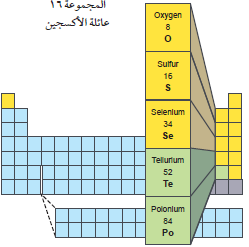 المجموعة ١٦
عائلة الأكسجين
Oxygen
8
O
Sulfur
16
S
Selenium
34
Se
Tellurium
52
Te
Polonium
84
Po